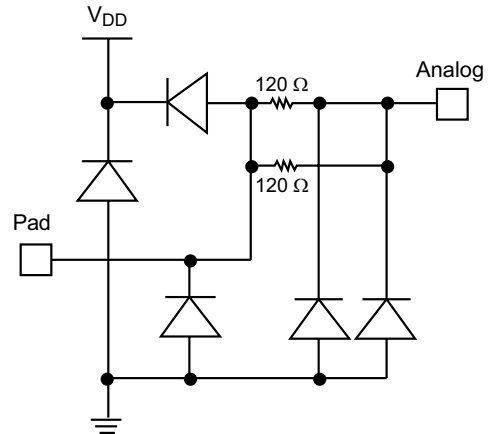 VDD
120 Ω
Analog
120 Ω
Pad